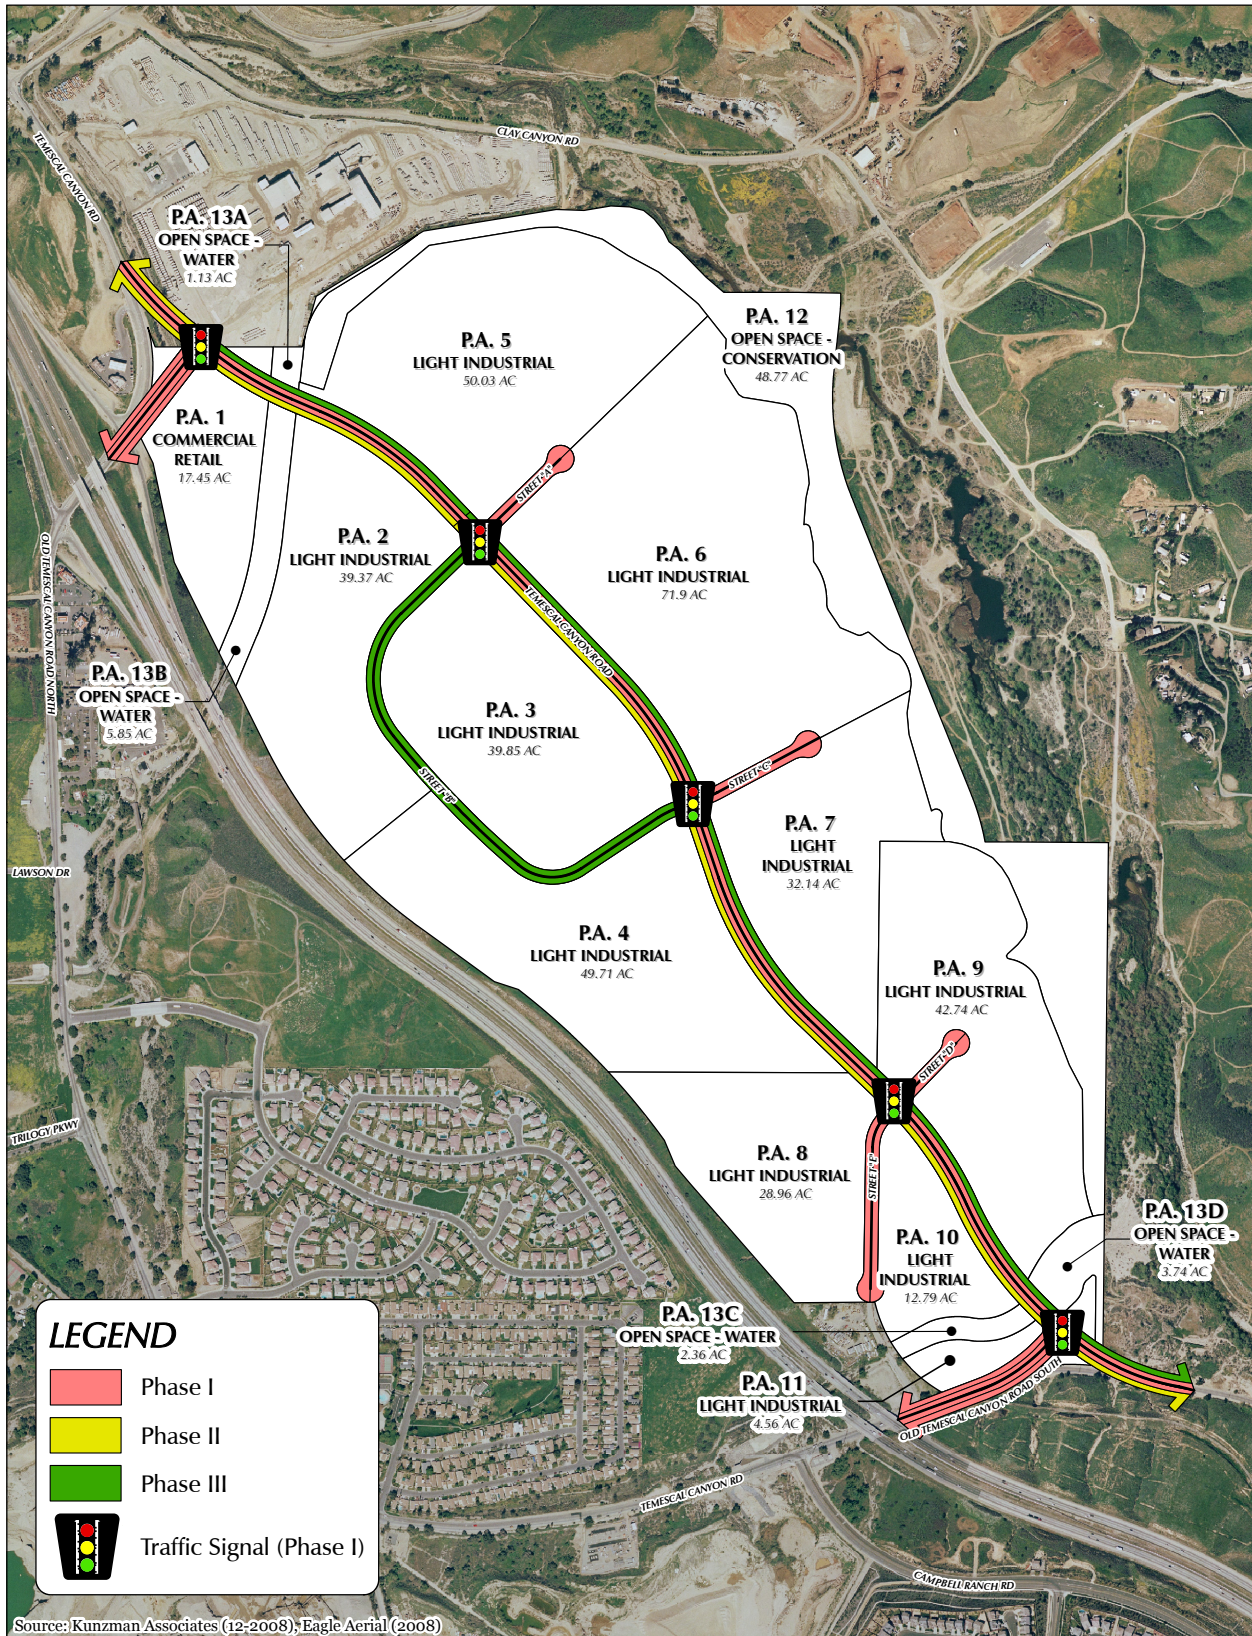 CLAY CANYON RD
TEMESCAL CANYON RD
P.A. 13A
OPEN SPACE -
WATER
1.13 AC
P.A. 5
LIGHT INDUSTRIAL
50.03 AC
P.A. 12
OPEN SPACE -
CONSERVATION
48.77 AC
P.A. 1
COMMERCIAL
RETAIL
17.45 AC
STREET "A"
P.A. 2
LIGHT INDUSTRIAL
39.37 AC
P.A. 6
LIGHT INDUSTRIAL
71.9 AC
OLD TEMESCAL CANYON ROAD NORTH
TEMESCAL CANYON ROAD
P.A. 13B
OPEN SPACE -
WATER
5.85 AC
P.A. 3
LIGHT INDUSTRIAL
39.85 AC
STREET "B"
STREET "C"
P.A. 7
LIGHT
INDUSTRIAL
32.14 AC
LAWSON DR
P.A. 4
LIGHT INDUSTRIAL
49.71 AC
P.A. 9
LIGHT INDUSTRIAL
42.74 AC
STREET "D"
TRILOGY PKWY
P.A. 8
LIGHT INDUSTRIAL
28.96 AC
STREET "E"
P.A. 10
LIGHT
INDUSTRIAL
12.79 AC
P.A. 13D
OPEN SPACE -
WATER
3.74 AC
P.A. 13C
OPEN SPACE - WATER
2.36 AC
P.A. 11
LIGHT INDUSTRIAL
4.56 AC
OLD TEMESCAL CANYON ROAD SOUTH
TEMESCAL CANYON RD
CAMPBELL RANCH RD
LEGEND
Phase I
Phase II
Phase III
Traffic Signal (Phase I)
Source: Kunzman Associates (12-2008), Eagle Aerial (2008)